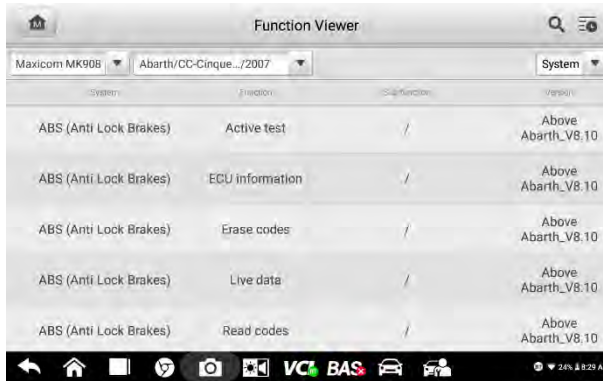 M
Function Viewer
Maxicom MK908 Abarth/CC-Cinque.../2007 System
System Function Subfunction Version
ABS (Anti Lock Brakes) Active test / Above
Abarth_V8.10
ABS (Anti Lock Brakes) ECU information / Above
Abarth_V8.10
ABS (Anti Lock Brakes) Erase codes / Above
Abarth_V8.10
ABS (Anti Lock Brakes) Live data / Above
Abarth_V8.10
ABS (Anti Lock Brakes) Read codes / Above
Abarth_V8.10
VCI BAS 24% 8:29 A